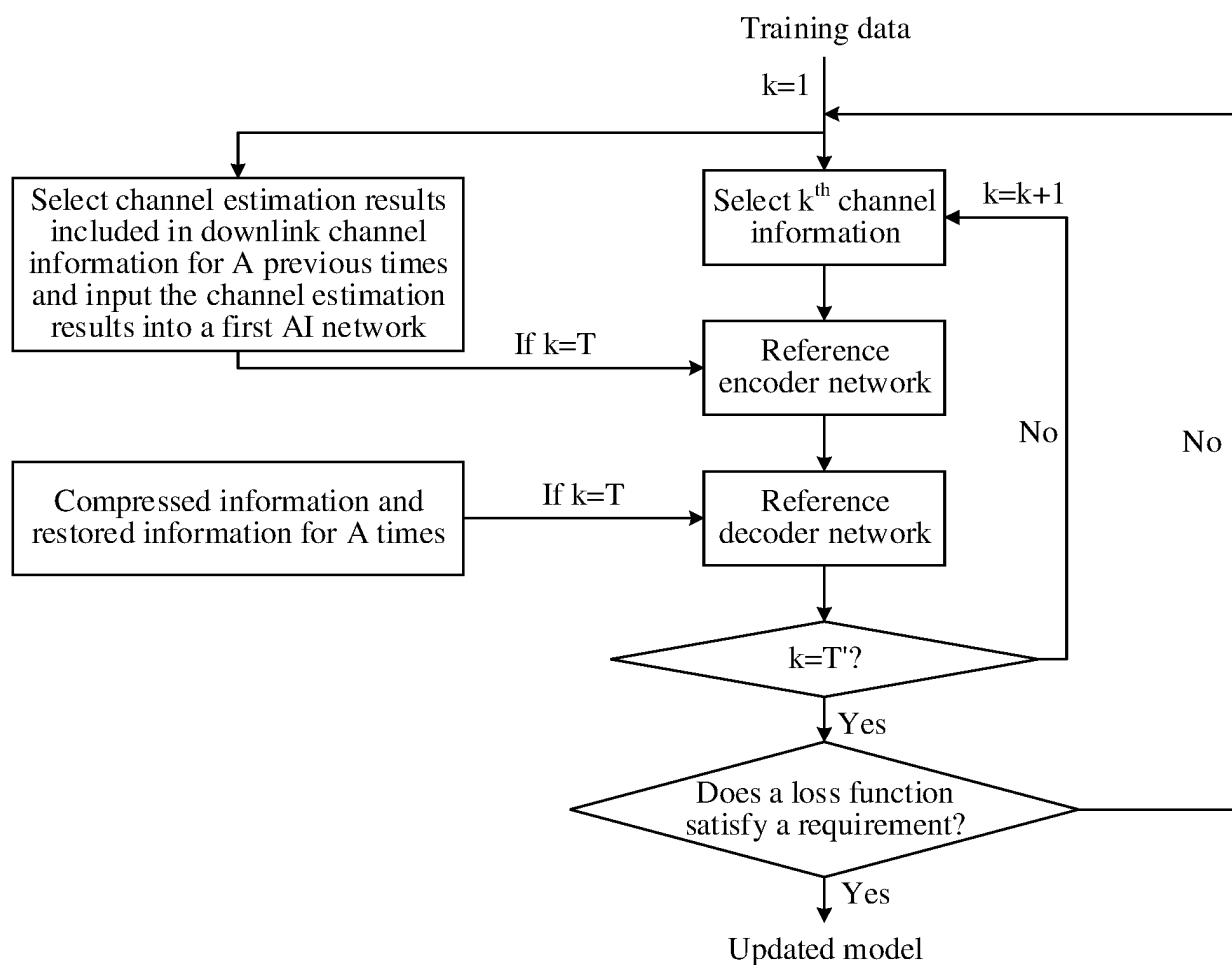 Training data
k=1
Select channel estimation results
included in downlink channel
information for A previous times
and input the channel estimation
results into a first AI network
Select kth channel
information
k=k+1
If k=T
Reference
encoder network
No
No
Compressed information and
restored information for A times
If k=T
Reference
decoder network
k=T'?
Yes
Does a loss function
satisfy a requirement?
Yes
Updated model